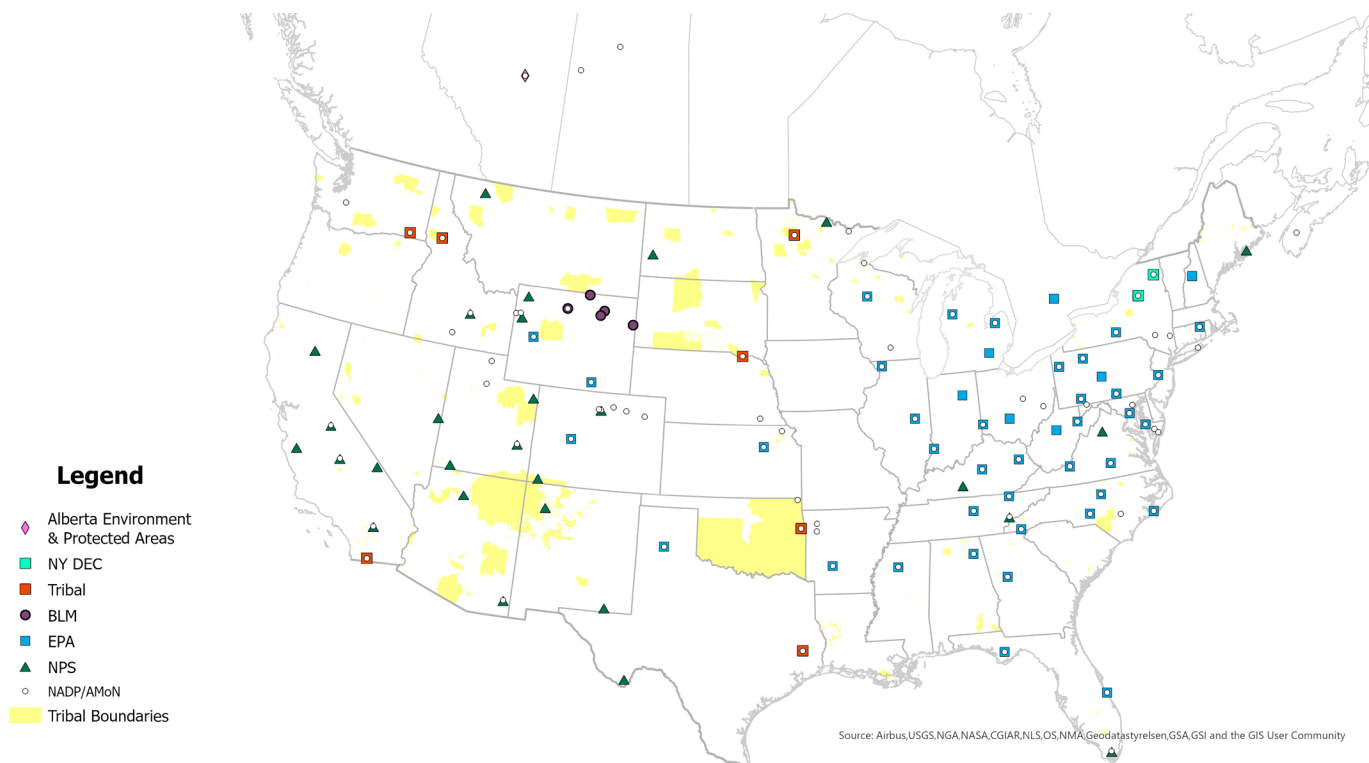 Legend
Alberta Environment
& Protected Areas
NY DEC
Tribal
BLM
EPA
NPS
NADP/AMoN
Tribal Boundaries
Source: Airbus,USGS,NGA,NASA,CGIAR,NLS,OS,NMA,Geodatastyrelsen,GSA,GSI and the GIS User Community